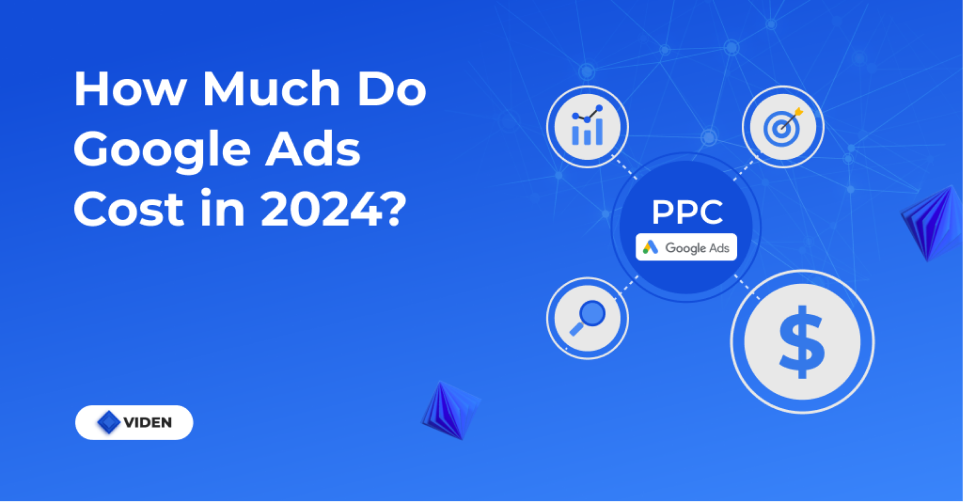 How Much Do
Google Ads
Cost in 2024?
PPC
Google Ads
$
VIDEN